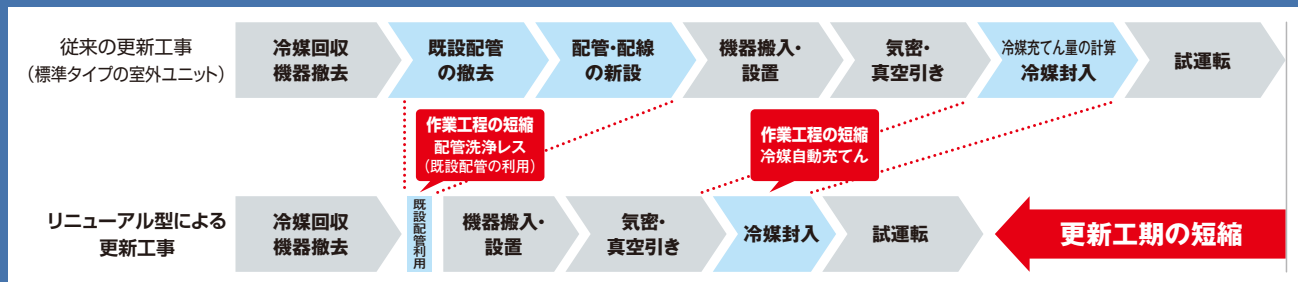 従来の更新工事
（標準タイプの室外ユニット）
冷媒回収
機器撤去
既設配管
の撤去
配管・配線
の新設
機器搬入・
設置
気密・
真空引き
冷媒充てん量の計算
冷媒封入
試運転
作業工程の短縮
配管洗浄レス
（既設配管の利用）
作業工程の短縮
冷媒自動充てん
リニューアル型による
更新工事
冷媒回収
機器撤去
既設配管利用
機器搬入・
設置
気密・
真空引き
冷媒封入
試運転
更新工期の短縮